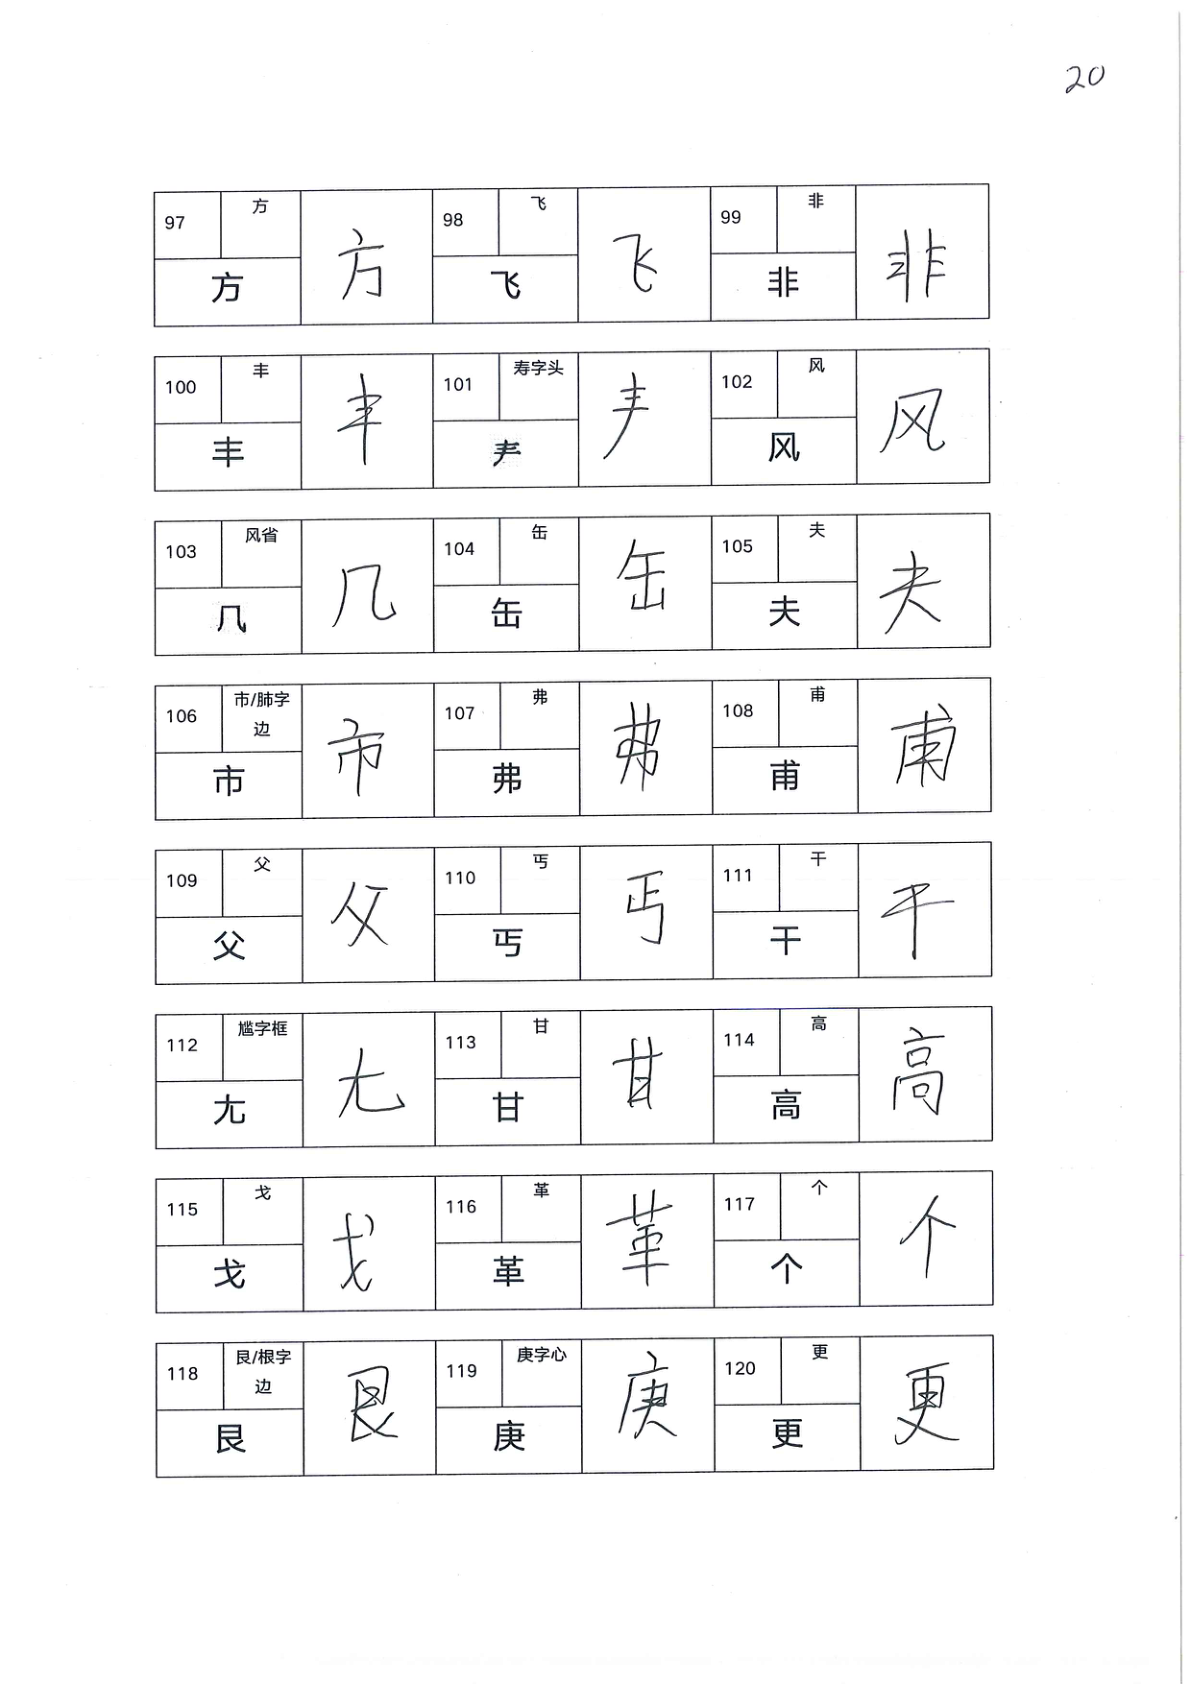 20
97 方 方 方 98 飞 飞 飞 99 非 非 非
100 丰 丰 丰 101 寿字头 龵 102 风 风 风
103 风省 几 几 104 缶 缶 缶 105 夫 夫 夫
106 市/肺字边 市 市 107 弗 弗 弗 108 甫 甫 甫
109 父 父 父 110 丐 丐 丐 111 干 干 干
112 尴字框 尢 尢 113 甘 甘 甘 114 高 高 高
115 戈 戈 戈 116 革 革 革 117 个 个 个
118 艮/根字边 艮 艮 119 庚字心 庚 庚 120 更 更 更